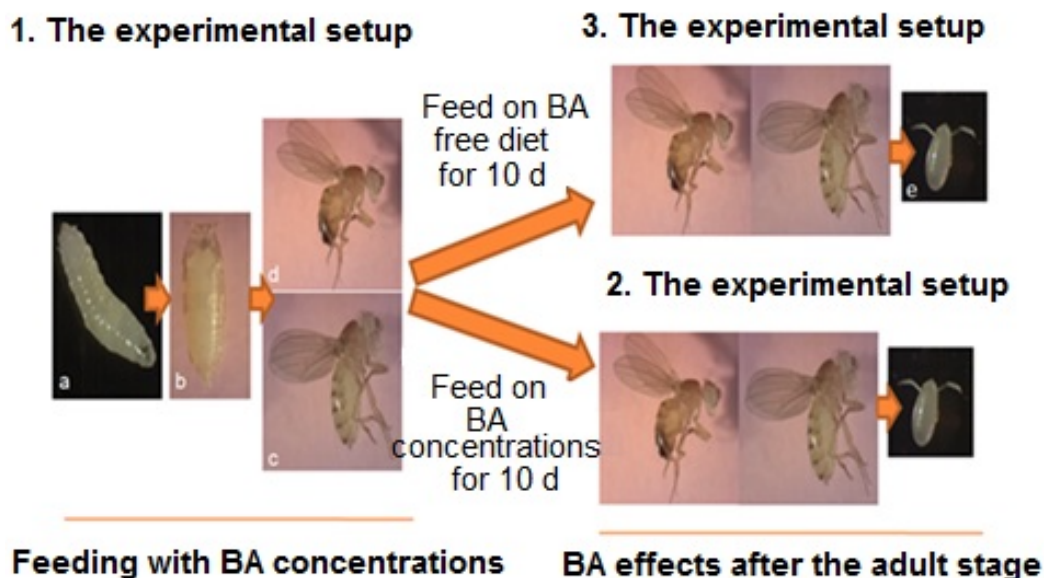 1. The experimental setup
a
b
d
c
Feeding with BA concentrations
Feed on BA
free diet
for 10 d
Feed on
BA
concentrations
for 10 d
3. The experimental setup
e
2. The experimental setup
BA effects after the adult stage